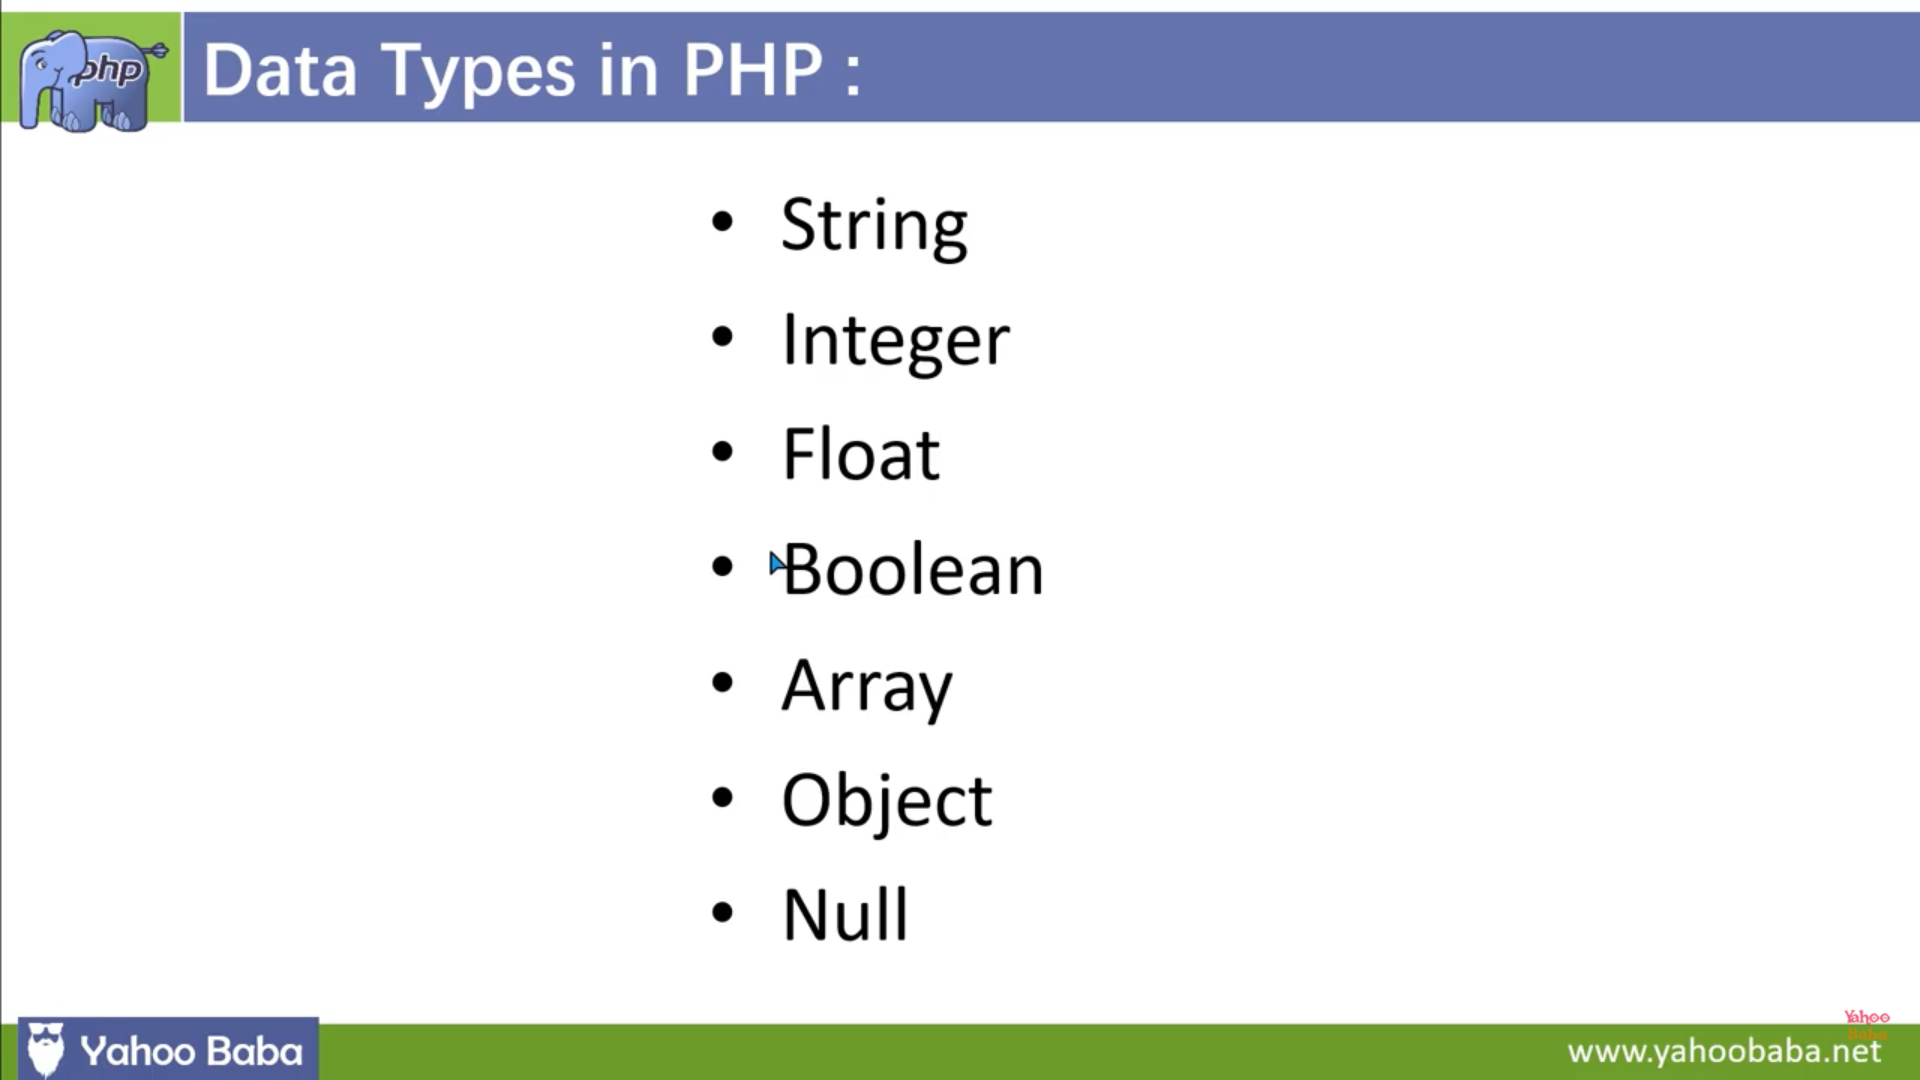 php
Data Types in PHP :
• String
• Integer
• Float
• Boolean
• Array
• Object
• Null
Yahoo
Baba
Yahoo Baba
www.yahoobaba.net